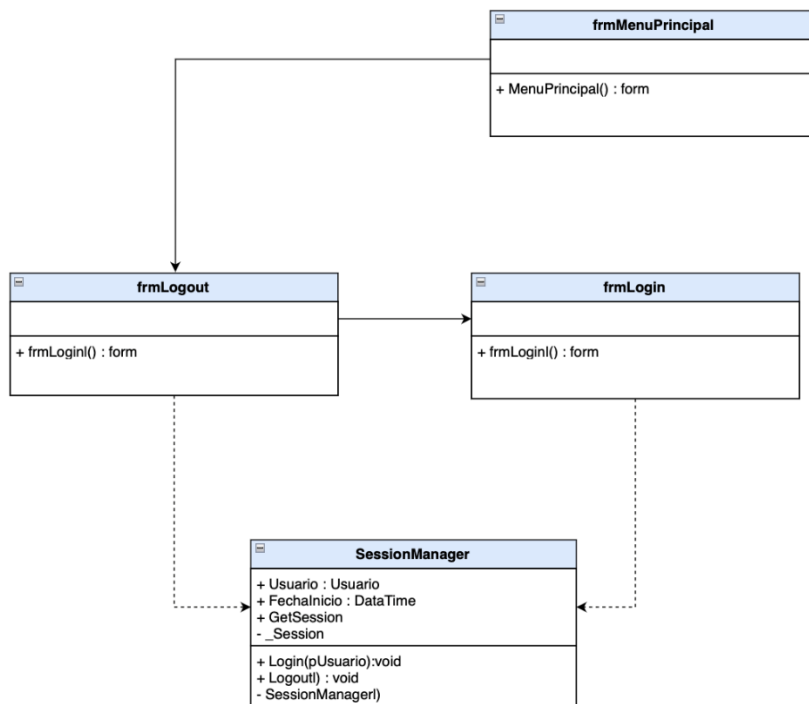 frmMenuPrincipal
+ MenuPrincipal() : form
frmLogout
+ frmLoginl() : form
frmLogin
+ frmLoginl() : form
SessionManager
+ Usuario : Usuario
+ FechaInicio : DataTime
+ GetSession
- _Session
+ Login(pUsuario):void
+ Logoutl) : void
- SessionManagerl)